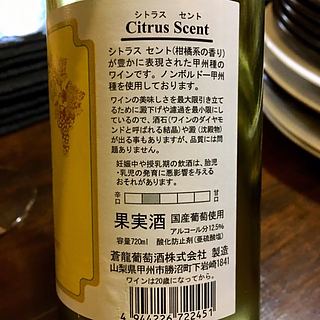 シトラス セント
Citrus Scent
シトラス セント(柑橘系の香り)
が豊かに表現された甲州種の
ワインです。ノンボルドー甲州
種を使用しております。
ワインの美味しさを最大限引き立て
るために澱下げや濾過を最小限にし
ているので、酒石(ワインのダイヤモ
ンドと呼ばれる結晶)や澱(沈殿物)
が出る事もありますが、品質には問
題ありません。
妊娠中や授乳期の飲酒は、胎児
・乳児の発育に悪影響を与える
おそれがあります。
辛口 甘口
果実酒 国産葡萄使用
アルコール分12.5%
容量720ml 酸化防止剤(亜硫酸塩)
蒼龍葡萄酒株式会社 製造
山梨県甲州市勝沼町下岩崎1841
ワインは20歳になってから。
4 944226 722451